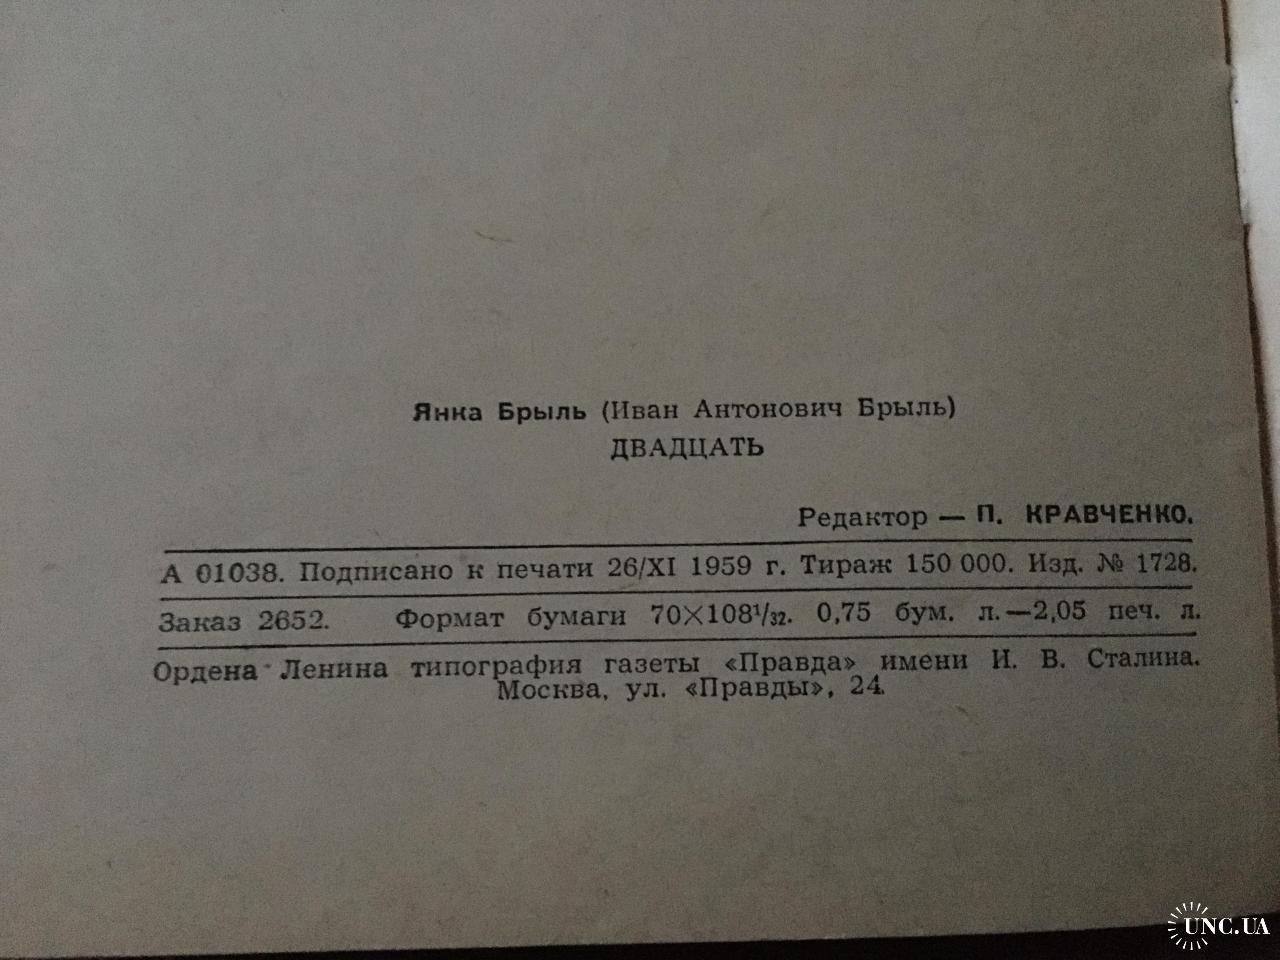 Янка Брыль (Иван Антонович Брыль)
ДВАДЦАТЬ
Редактор — П. КРАВЧЕНКО.
А 01038. Подписано к печати 26/XI 1959 г. Тираж 150 000. Изд. № 1728.
Заказ 2652. Формат бумаги 70×108¹/₃₂. 0,75 бум. л.—2,05 печ. л.
Ордена Ленина типография газеты «Правда» имени И. В. Сталина.
Москва, ул. «Правды», 24.
UNC.UA